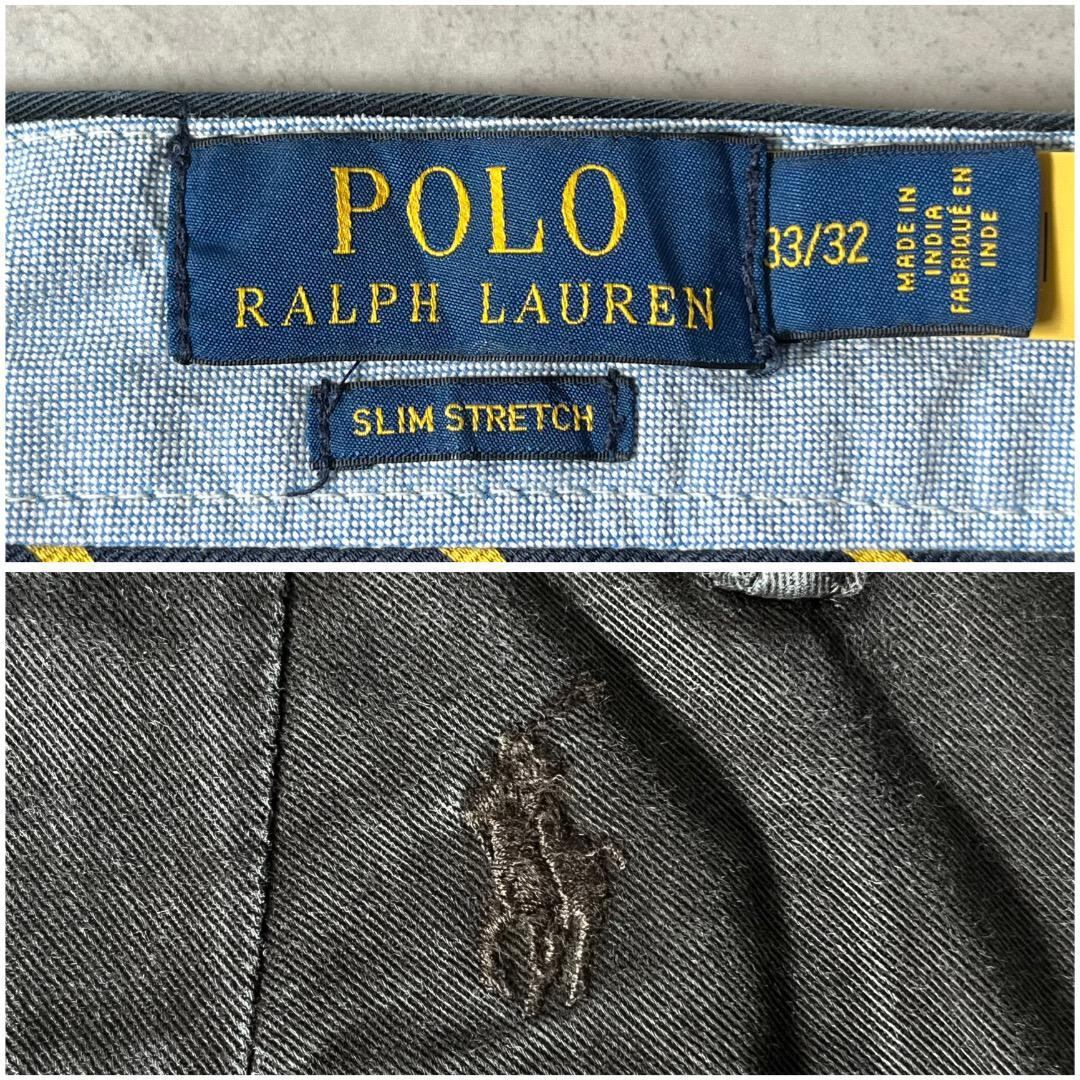 POLO
RALPH LAUREN
33/32
MADE IN
INDIA
FABRIQUÉ EN
INDE
SLIM STRETCH